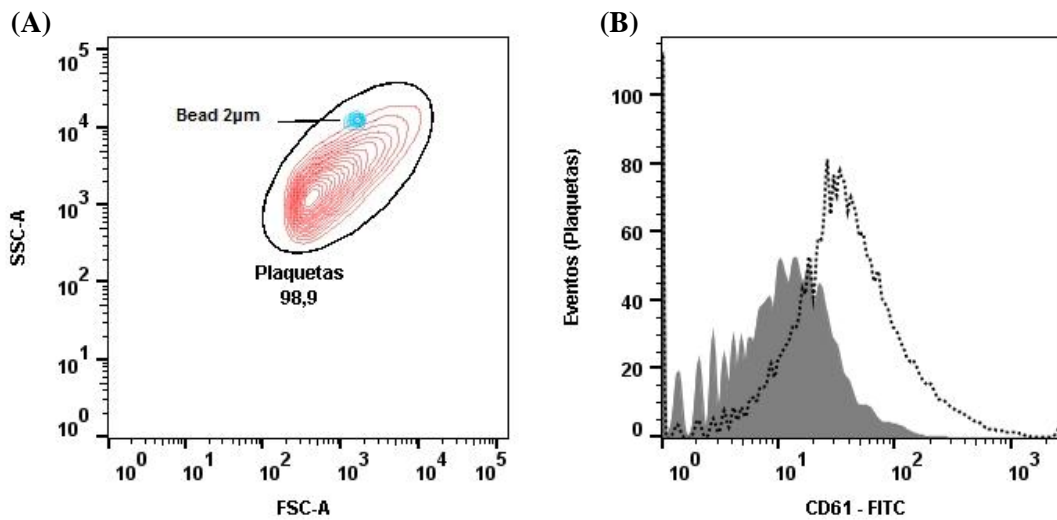 (A)
SSC-A
10^5
10^4
10^3
10^2
10^1
10^0
Bead 2µm
Plaquetas
98,9
10^0 10^1 10^2 10^3 10^4 10^5
FSC-A
(B)
Eventos (Plaquetas)
100
80
60
40
20
0
10^0 10^1 10^2 10^3
CD61 - FITC